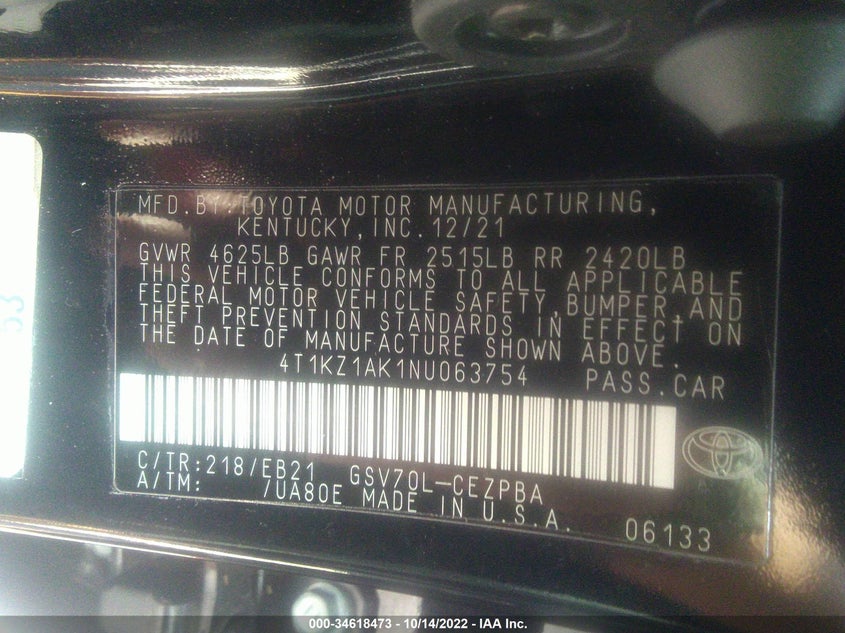 MFD.BY:TOYOTA MOTOR MANUFACTURING,
KENTUCKY,INC.12/21
GVWR 4625LB GAWR FR 2515LB RR 2420LB
THIS VEHICLE CONFORMS TO ALL APPLICABLE
FEDERAL MOTOR VEHICLE SAFETY,BUMPER,AND
THEFT PREVENTION STANDARDS IN EFFECT ON
THE DATE OF MANUFACTURE SHOWN ABOVE.
4T1KZ1AK1NU063754 PASS.CAR
C/TR:218/EB21 GSV70L-CEZPBA
A/TM: 7UA80E MADE IN U.S.A.
06133
000-34618473 - 10/14/2022 - IAA Inc.